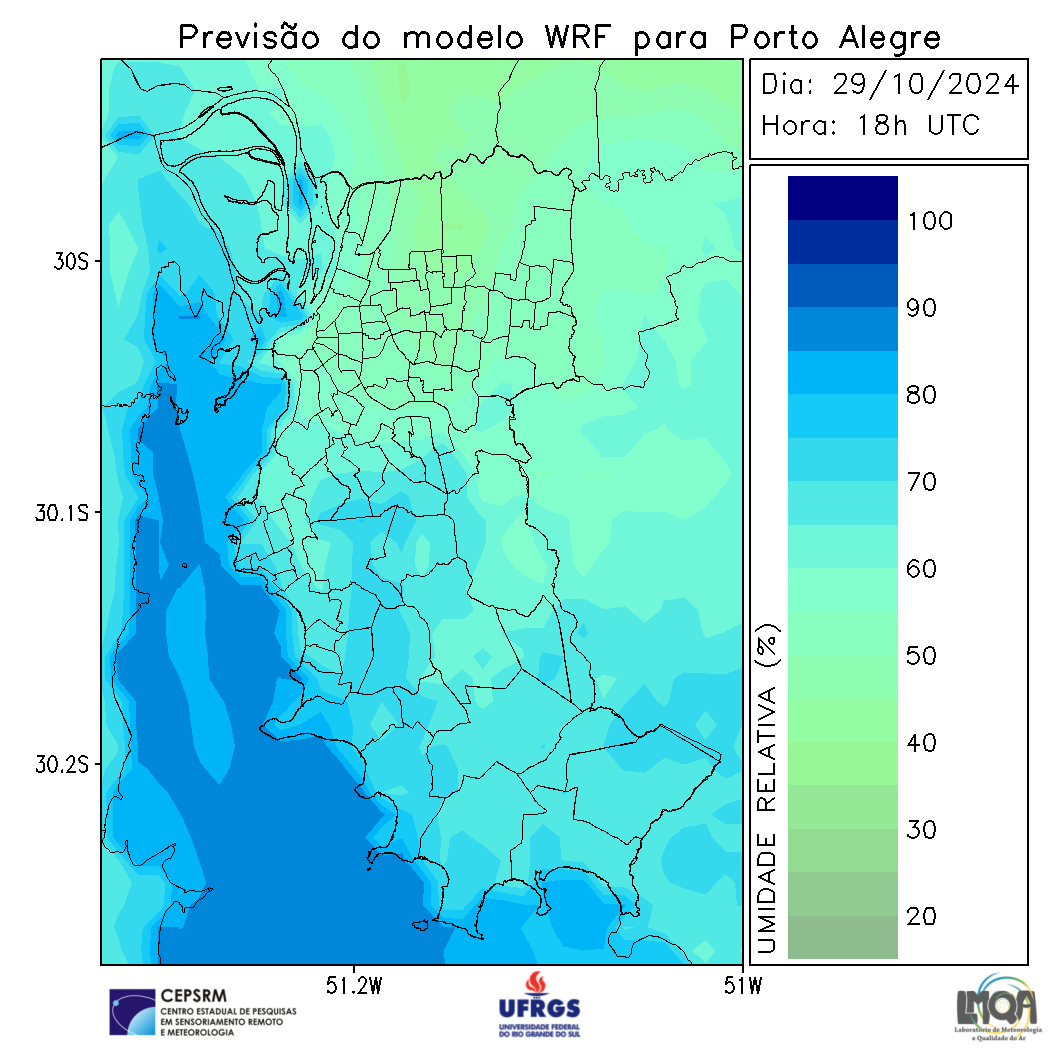 Previsão do modelo WRF para Porto Alegre
Dia: 29/10/2024
Hora: 18h UTC
30S
30.1S
30.2S
51.2W
51W
UMIDADE RELATIVA (%)
100
90
80
70
60
50
40
30
20
CEPSRM
CENTRO ESTADUAL DE PESQUISAS
EM SENSORIAMENTO REMOTO
E METEOROLOGIA
UFRGS
UNIVERSIDADE FEDERAL
DO RIO GRANDE DO SUL
LMQA
Laboratório de Meteorologia
e Qualidade do Ar